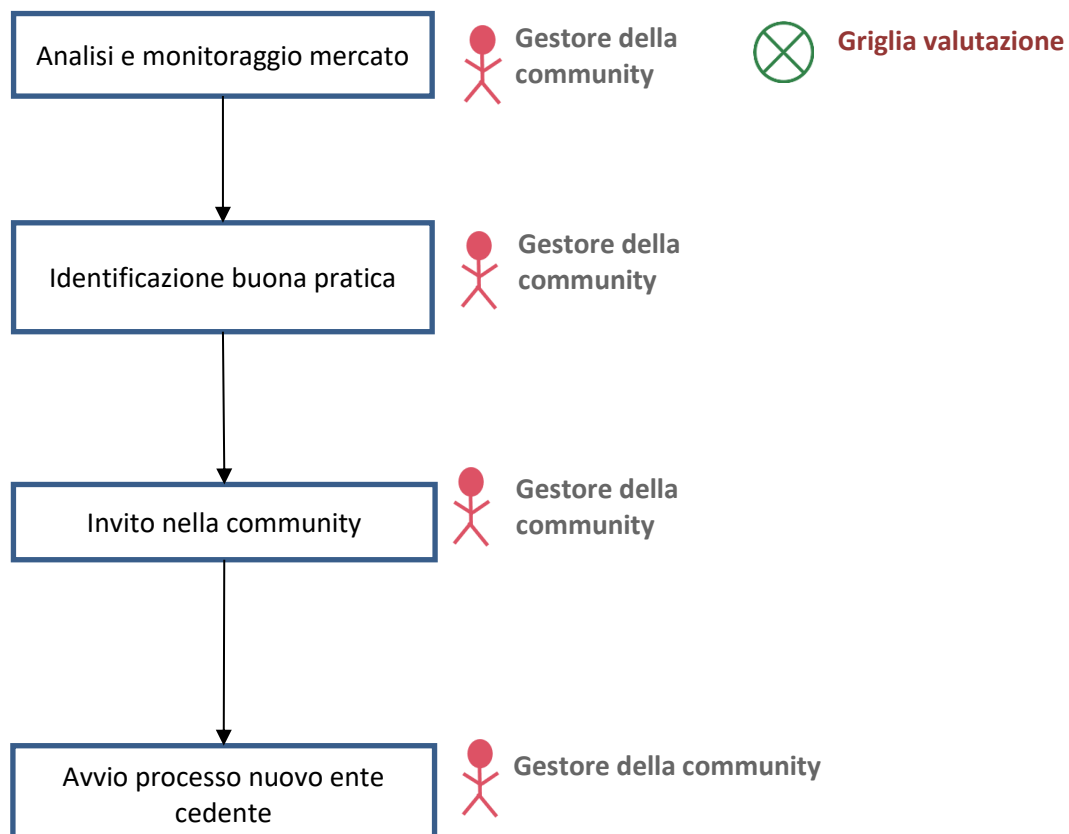 Analisi e monitoraggio mercato
Gestore della
community
Griglia valutazione
Identificazione buona pratica
Gestore della
community
Invito nella community
Gestore della
community
Avvio processo nuovo ente
cedente
Gestore della community